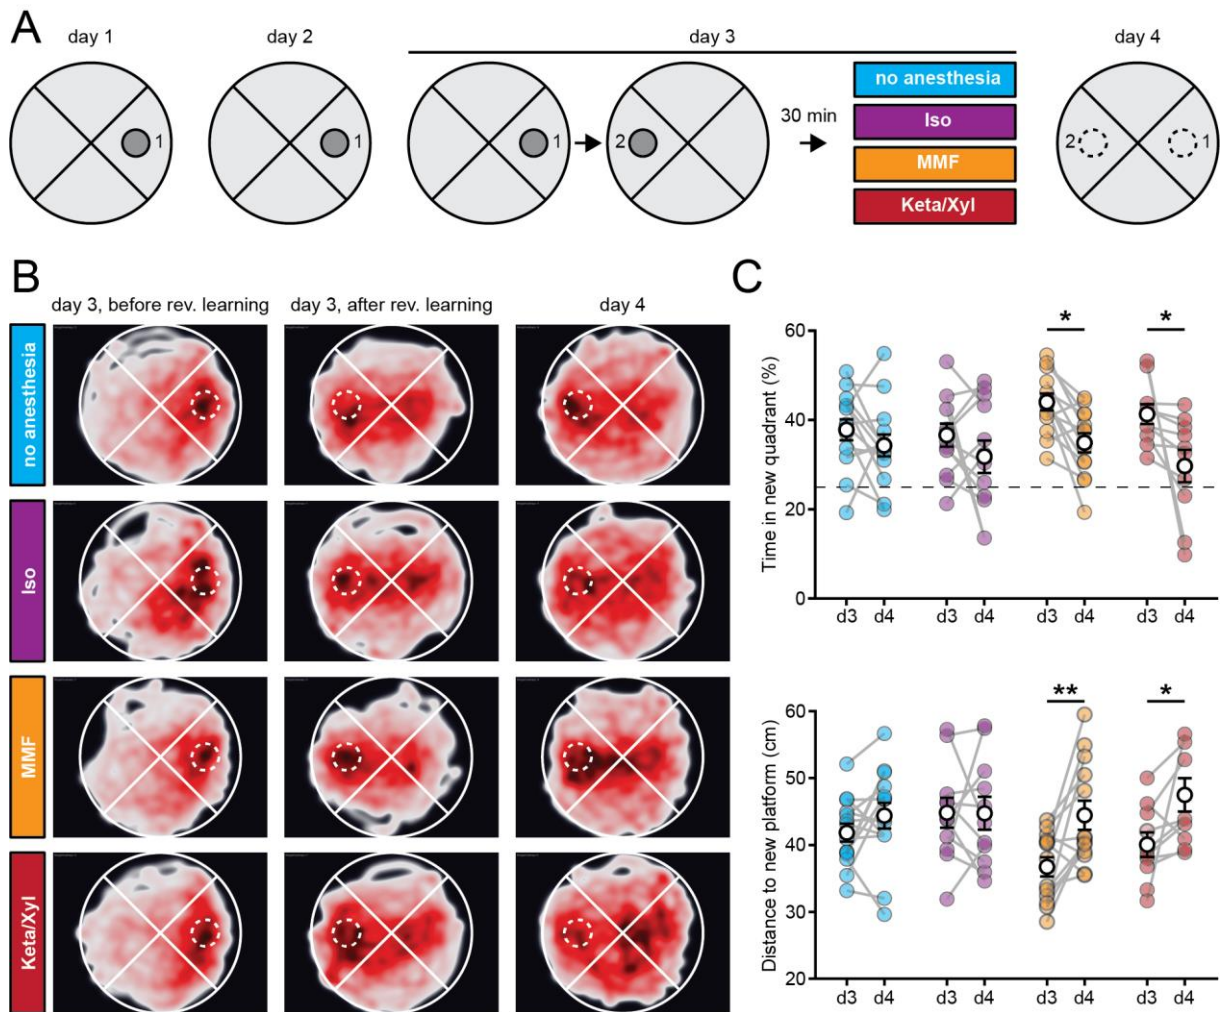 A
day 1
day 2
day 3
day 4
1
1
1
2
30 min
no anesthesia
Iso
MMF
Keta/Xyl
2
1
B
day 3, before rev. learning
day 3, after rev. learning
day 4
no anesthesia
Iso
MMF
Keta/Xyl
C
Time in new quadrant (%)
60
40
20
0
*
*
d3 d4 d3 d4 d3 d4 d3 d4
Distance to new platform (cm)
60
50
40
30
20
**
*
d3 d4 d3 d4 d3 d4 d3 d4